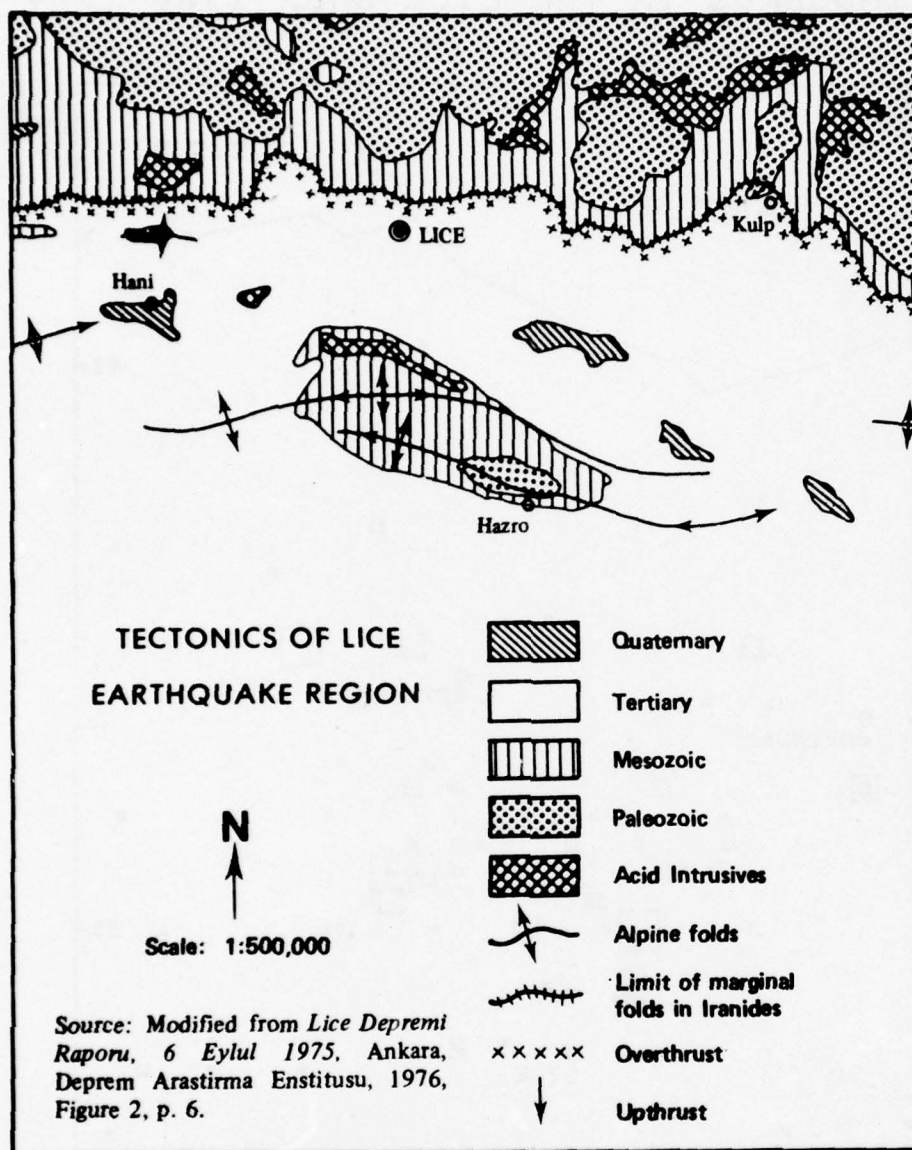 LICE
Kulp
Hani
Hazro
TECTONICS OF LICE
EARTHQUAKE REGION
N
Scale: 1:500,000
Source: Modified from Lice Depremi
Raporu, 6 Eylul 1975, Ankara,
Deprem Arastirma Enstitusu, 1976,
Figure 2, p. 6.
Quaternary
Tertiary
Mesozoic
Paleozoic
Acid Intrusives
Alpine folds
Limit of marginal
folds in Iranides
Overthrust
Upthrust